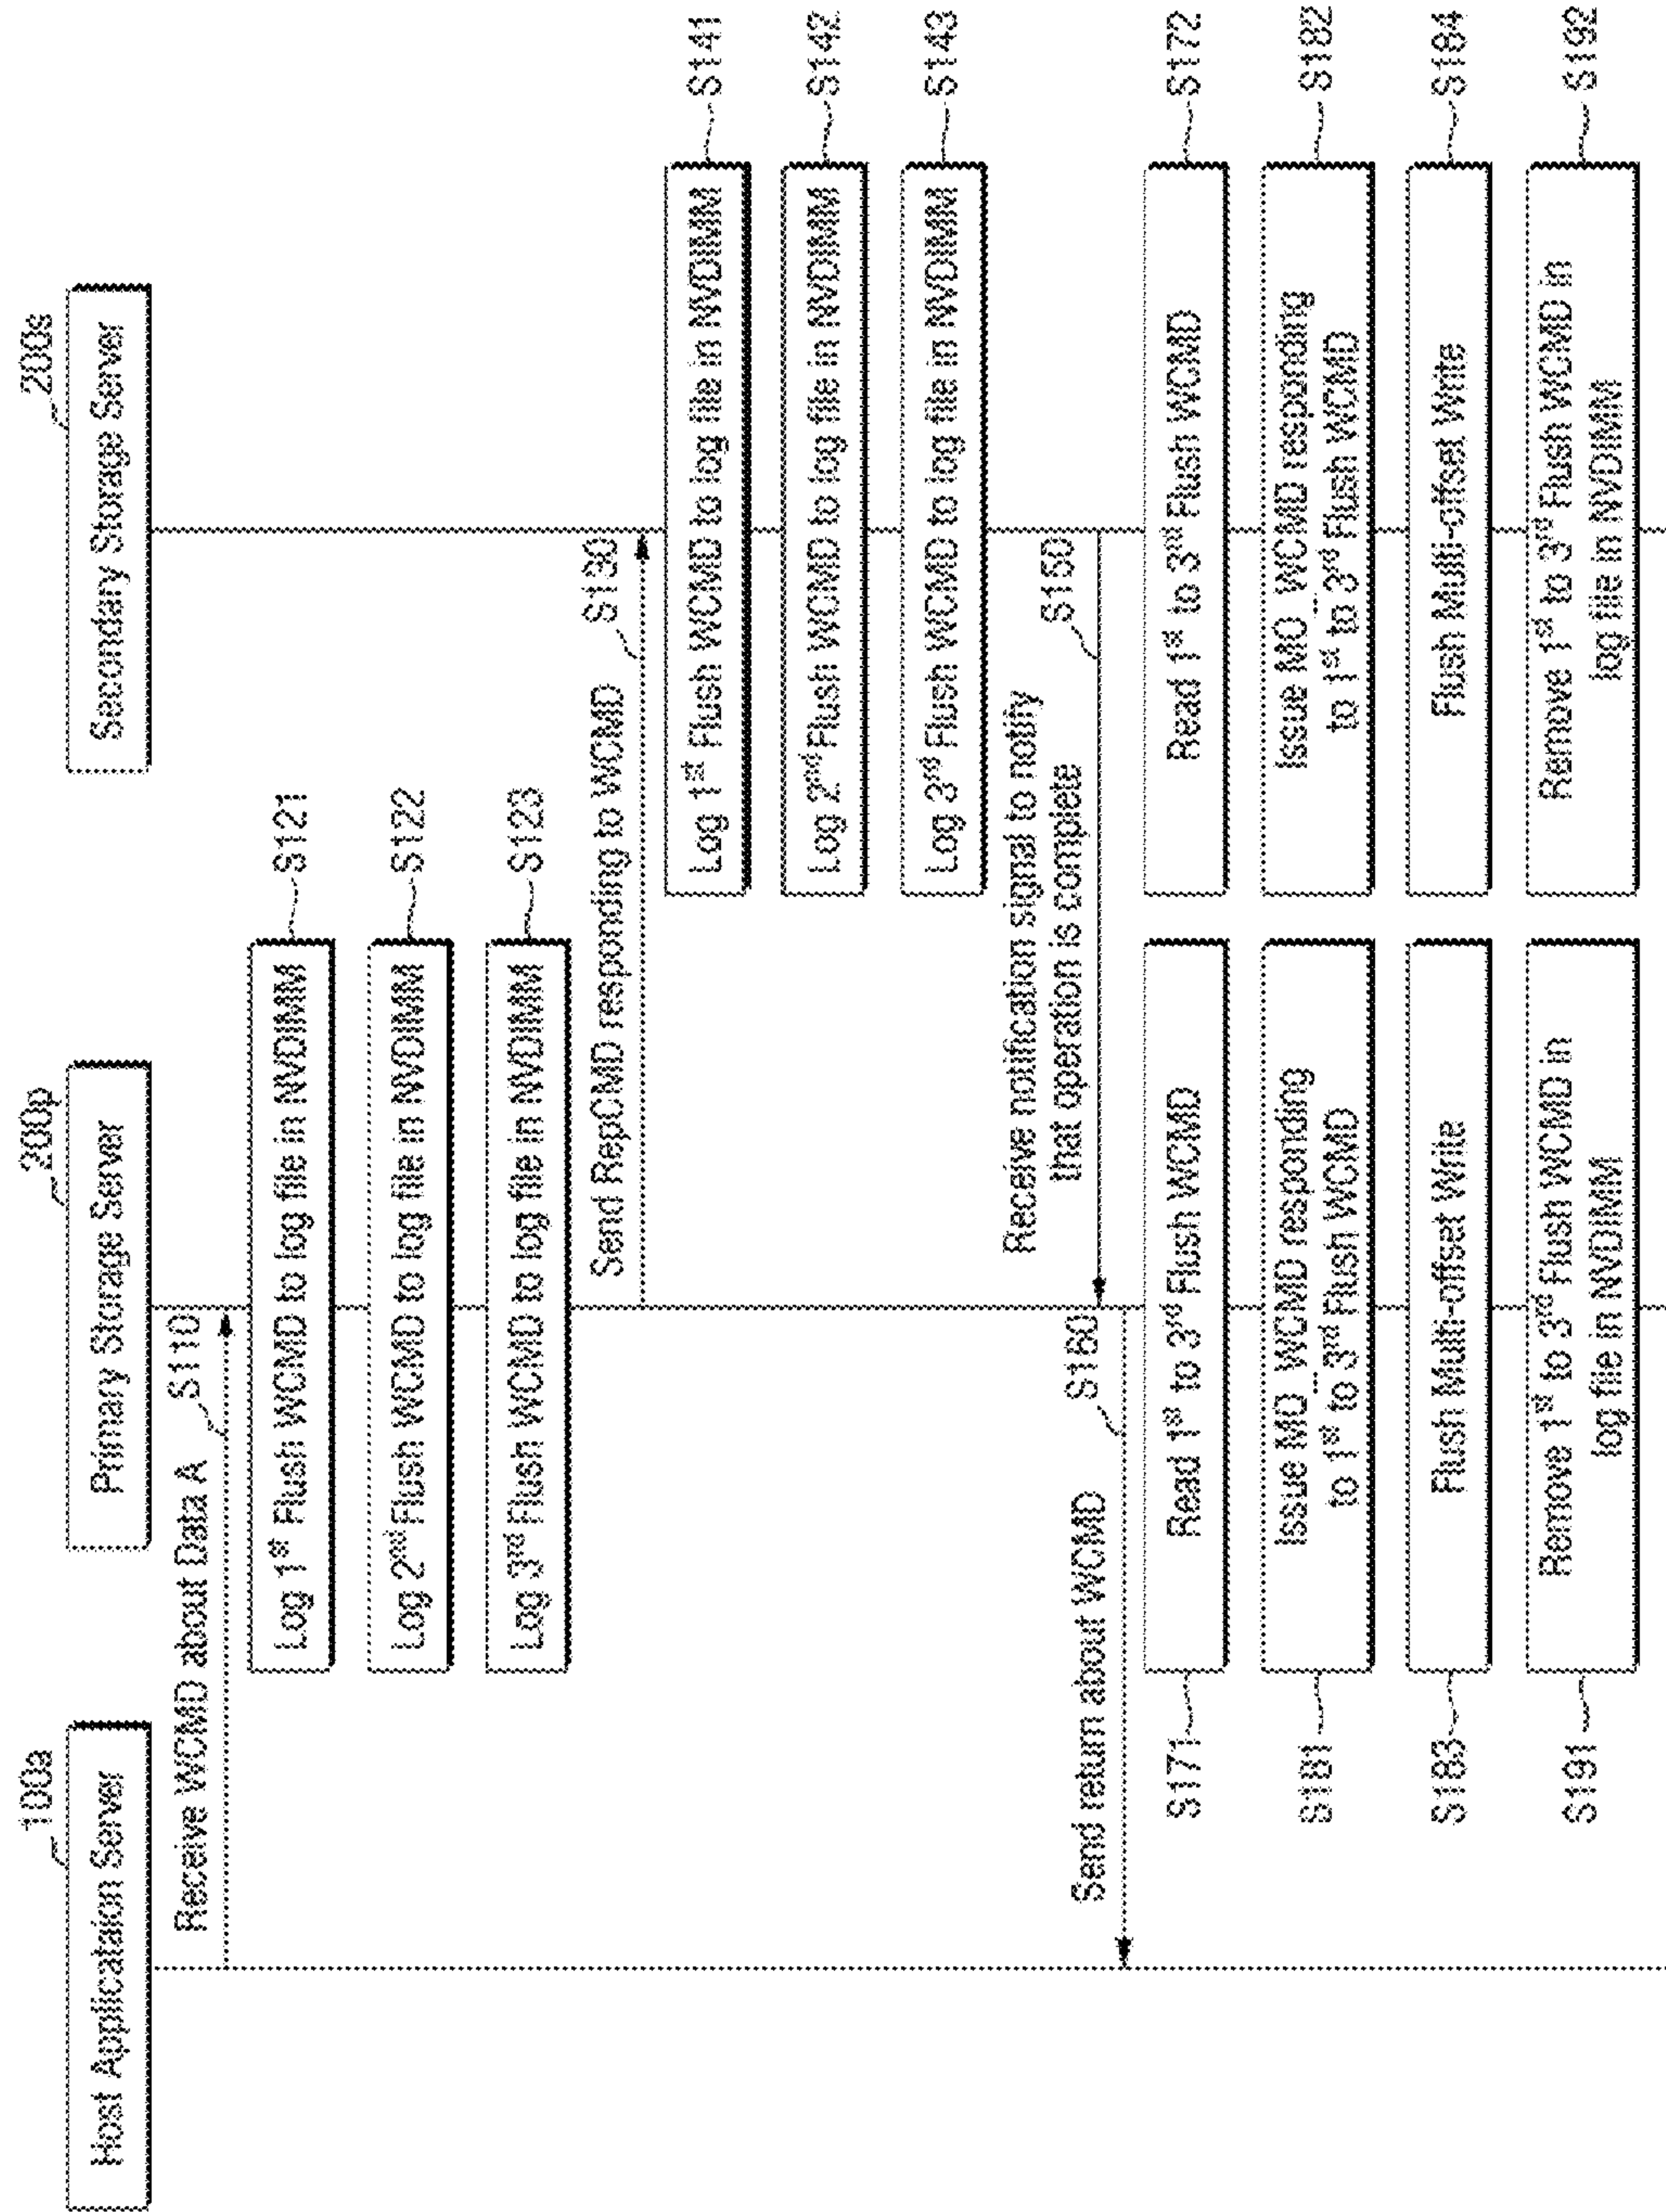 100a
200p
200s
Host Applicataion Server
Primary Storage Server
Secondary Storage Server
Receive WCMD about Data A
S110
Log 1st Flush WCMD to log file in NVDIMM
S121
Log 2nd Flush WCMD to log file in NVDIMM
S122
Log 3rd Flush WCMD to log file in NVDIMM
S123
Send RepCMD responding to WCMD
S130
Log 1st Flush WCMD to log file in NVDIMM
S141
Log 2nd Flush WCMD to log file in NVDIMM
S142
Log 3rd Flush WCMD to log file in NVDIMM
S143
Receive notification signal to notify
that operation is complete
S150
Send return about WCMD
S160
S171
Read 1st to 3rd Flush WCMD
Read 1st to 3rd Flush WCMD
S172
S181
Issue MO_WCMD responding
to 1st to 3rd Flush WCMD
Issue MO_WCMD responding
to 1st to 3rd Flush WCMD
S182
S183
Flush Multi-offset Write
Flush Multi-offset Write
S184
S191
Remove 1st to 3rd Flush WCMD in
log file in NVDIMM
Remove 1st to 3rd Flush WCMD in
log file in NVDIMM
S192